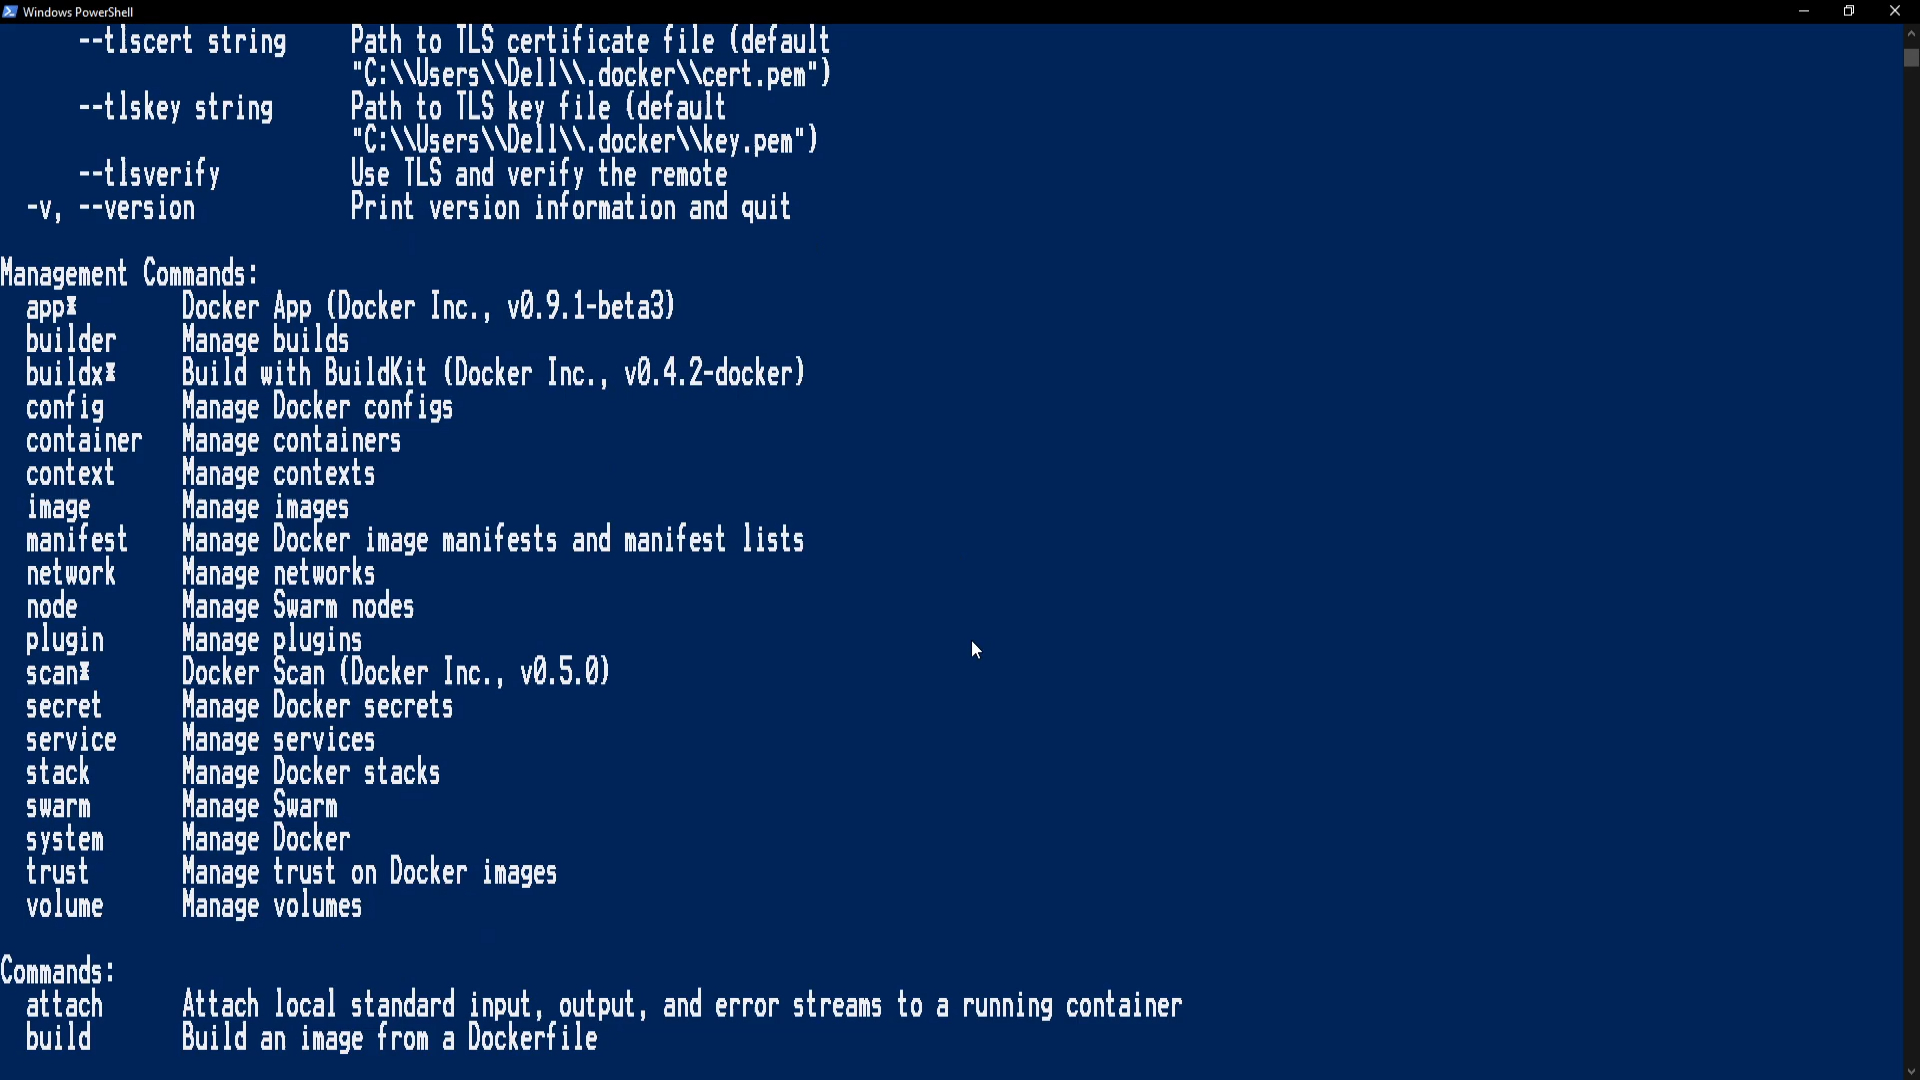 Windows PowerShell
--tlscert string Path to TLS certificate file (default
"C:\\Users\\Dell\\.docker\\cert.pem")
--tlskey string Path to TLS key file (default
"C:\\Users\\Dell\\.docker\\key.pem")
--tlsverify Use TLS and verify the remote
-v, --version Print version information and quit
Management Commands:
app* Docker App (Docker Inc., v0.9.1-beta3)
builder Manage builds
buildx* Build with BuildKit (Docker Inc., v0.4.2-docker)
config Manage Docker configs
container Manage containers
context Manage contexts
image Manage images
manifest Manage Docker image manifests and manifest lists
network Manage networks
node Manage Swarm nodes
plugin Manage plugins
scan* Docker Scan (Docker Inc., v0.5.0)
secret Manage Docker secrets
service Manage services
stack Manage Docker stacks
swarm Manage Swarm
system Manage Docker
trust Manage trust on Docker images
volume Manage volumes
Commands:
attach Attach local standard input, output, and error streams to a running container
build Build an image from a Dockerfile